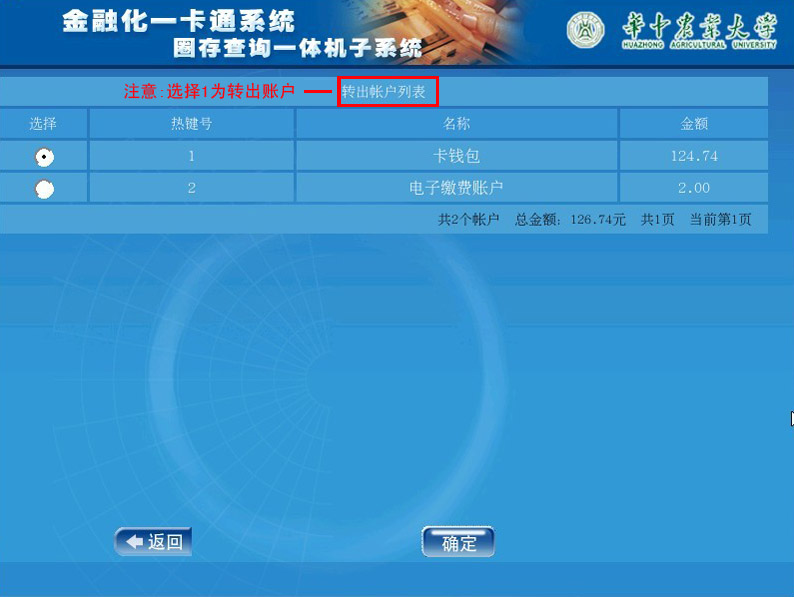 金融化一卡通系统
圈存查询一体机子系统
华中农业大学
HUAZHONG AGRICULTURAL UNIVERSITY
注意:选择1为转出账户 转出帐户列表
选择 热键号 名称 金额
1 卡钱包 124.74
2 电子缴费账户 2.00
共2个帐户 总金额：126.74元 共1页 当前第1页
返回 确定